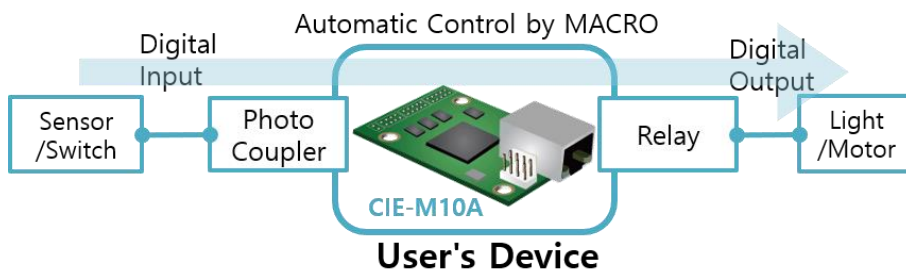 Automatic Control by MACRO
Digital
Input
Digital
Output
Sensor
/Switch
Photo
Coupler
CIE-M10A
Relay
Light
/Motor
User's Device